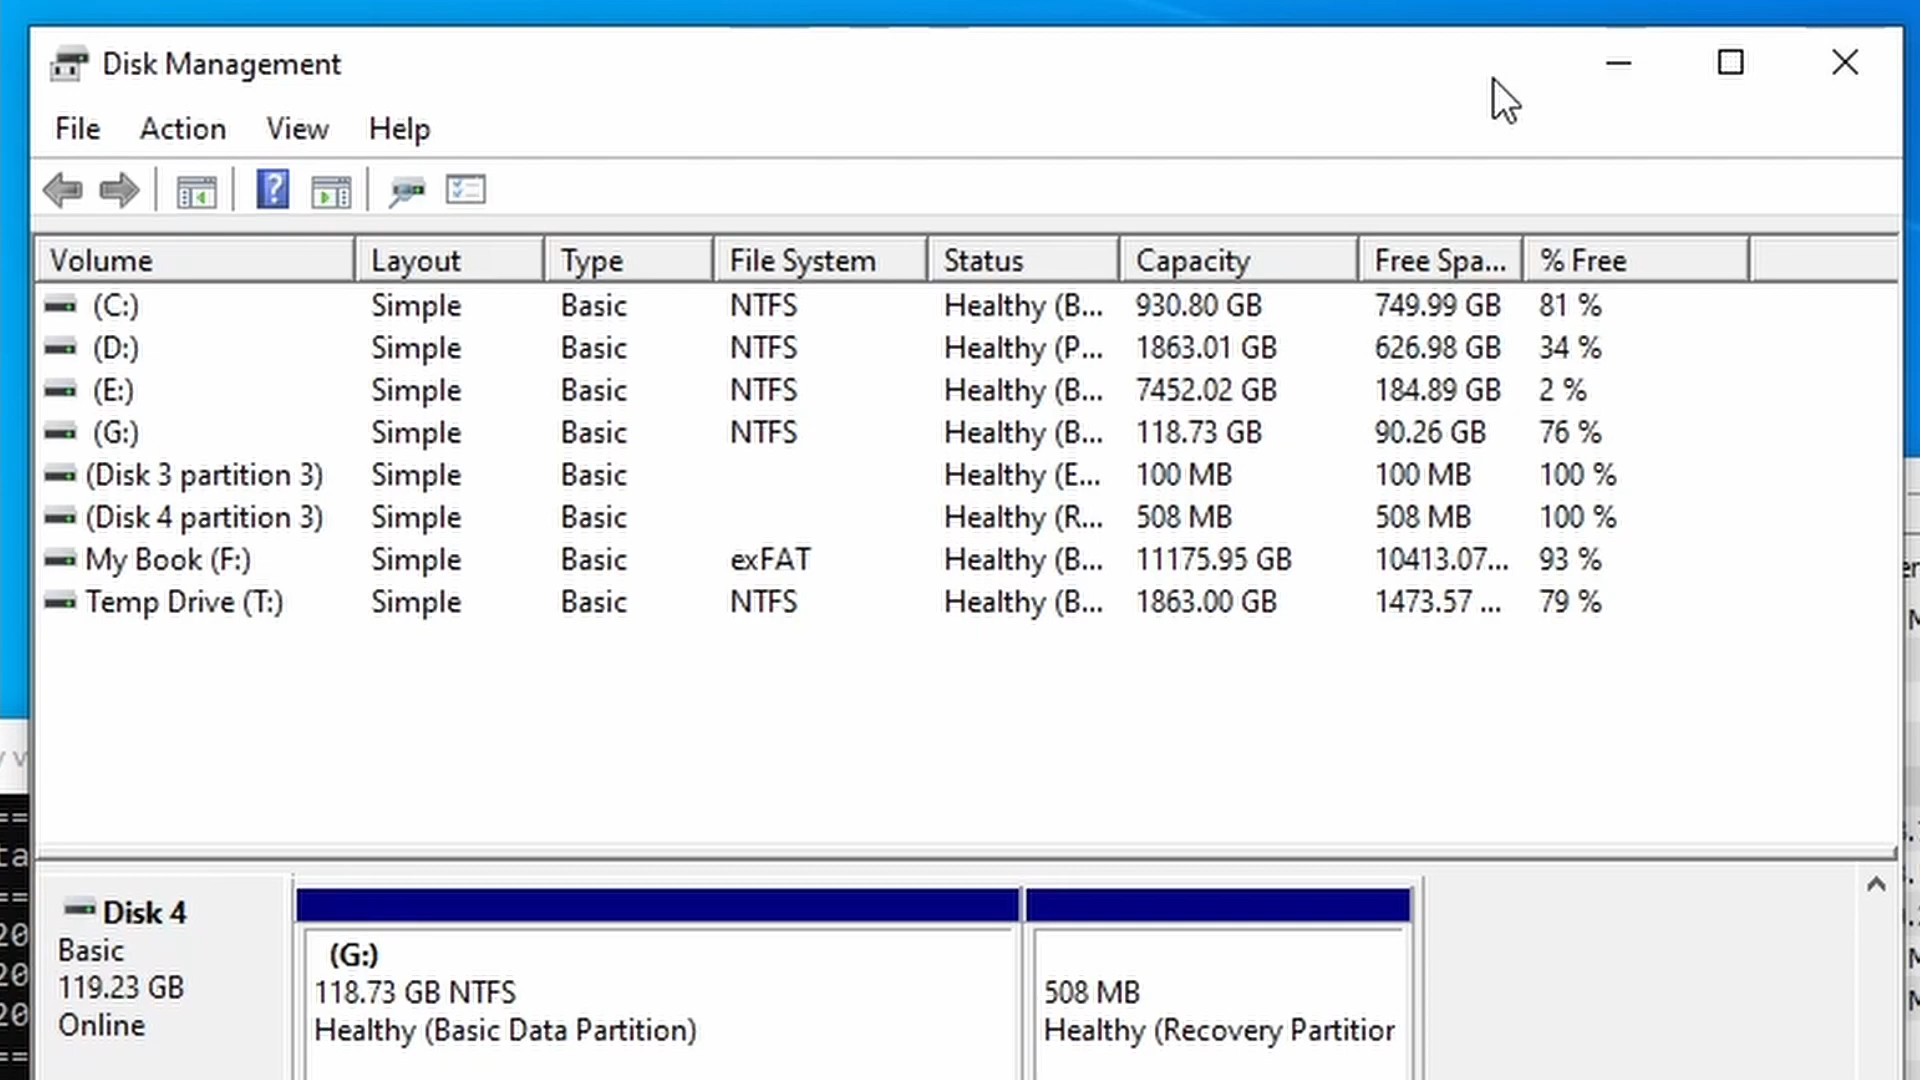 Disk Management
File Action View Help
Volume Layout Type File System Status Capacity Free Spa... % Free
(C:) Simple Basic NTFS Healthy (B... 930.80 GB 749.99 GB 81 %
(D:) Simple Basic NTFS Healthy (P... 1863.01 GB 626.98 GB 34 %
(E:) Simple Basic NTFS Healthy (B... 7452.02 GB 184.89 GB 2 %
(G:) Simple Basic NTFS Healthy (B... 118.73 GB 90.26 GB 76 %
(Disk 3 partition 3) Simple Basic Healthy (E... 100 MB 100 MB 100 %
(Disk 4 partition 3) Simple Basic Healthy (R... 508 MB 508 MB 100 %
My Book (F:) Simple Basic exFAT Healthy (B... 11175.95 GB 10413.07... 93 %
Temp Drive (T:) Simple Basic NTFS Healthy (B... 1863.00 GB 1473.57 ... 79 %
Disk 4
Basic
119.23 GB
Online
(G:)
118.73 GB NTFS
Healthy (Basic Data Partition)
508 MB
Healthy (Recovery Partition